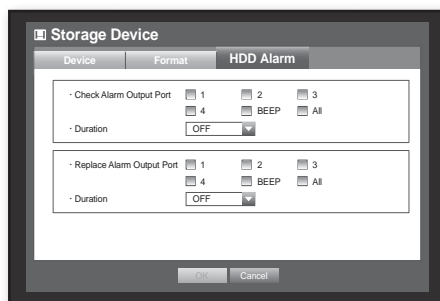 Storage Device
Device Format HDD Alarm
· Check Alarm Output Port 1 2 3
4 BEEP All
· Duration OFF
· Replace Alarm Output Port 1 2 3
4 BEEP All
· Duration OFF
OK Cancel